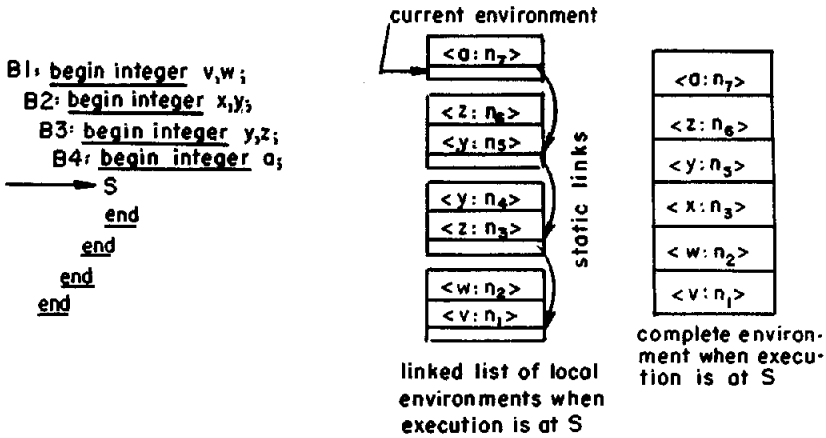 B1: begin integer v,w;
B2: begin integer x,y;
B3: begin integer y,z;
B4: begin integer a;
S
end
end
end
end
current environment
<a:n7>
<z:n6>
<y:n5>
<y:n4>
<z:n3>
<w:n2>
<v:n1>
static links
linked list of local
environments when
execution is at S
<a:n7>
<z:n6>
<y:n5>
<x:n3>
<w:n2>
<v:n1>
complete environ-
ment when execu-
tion is at S